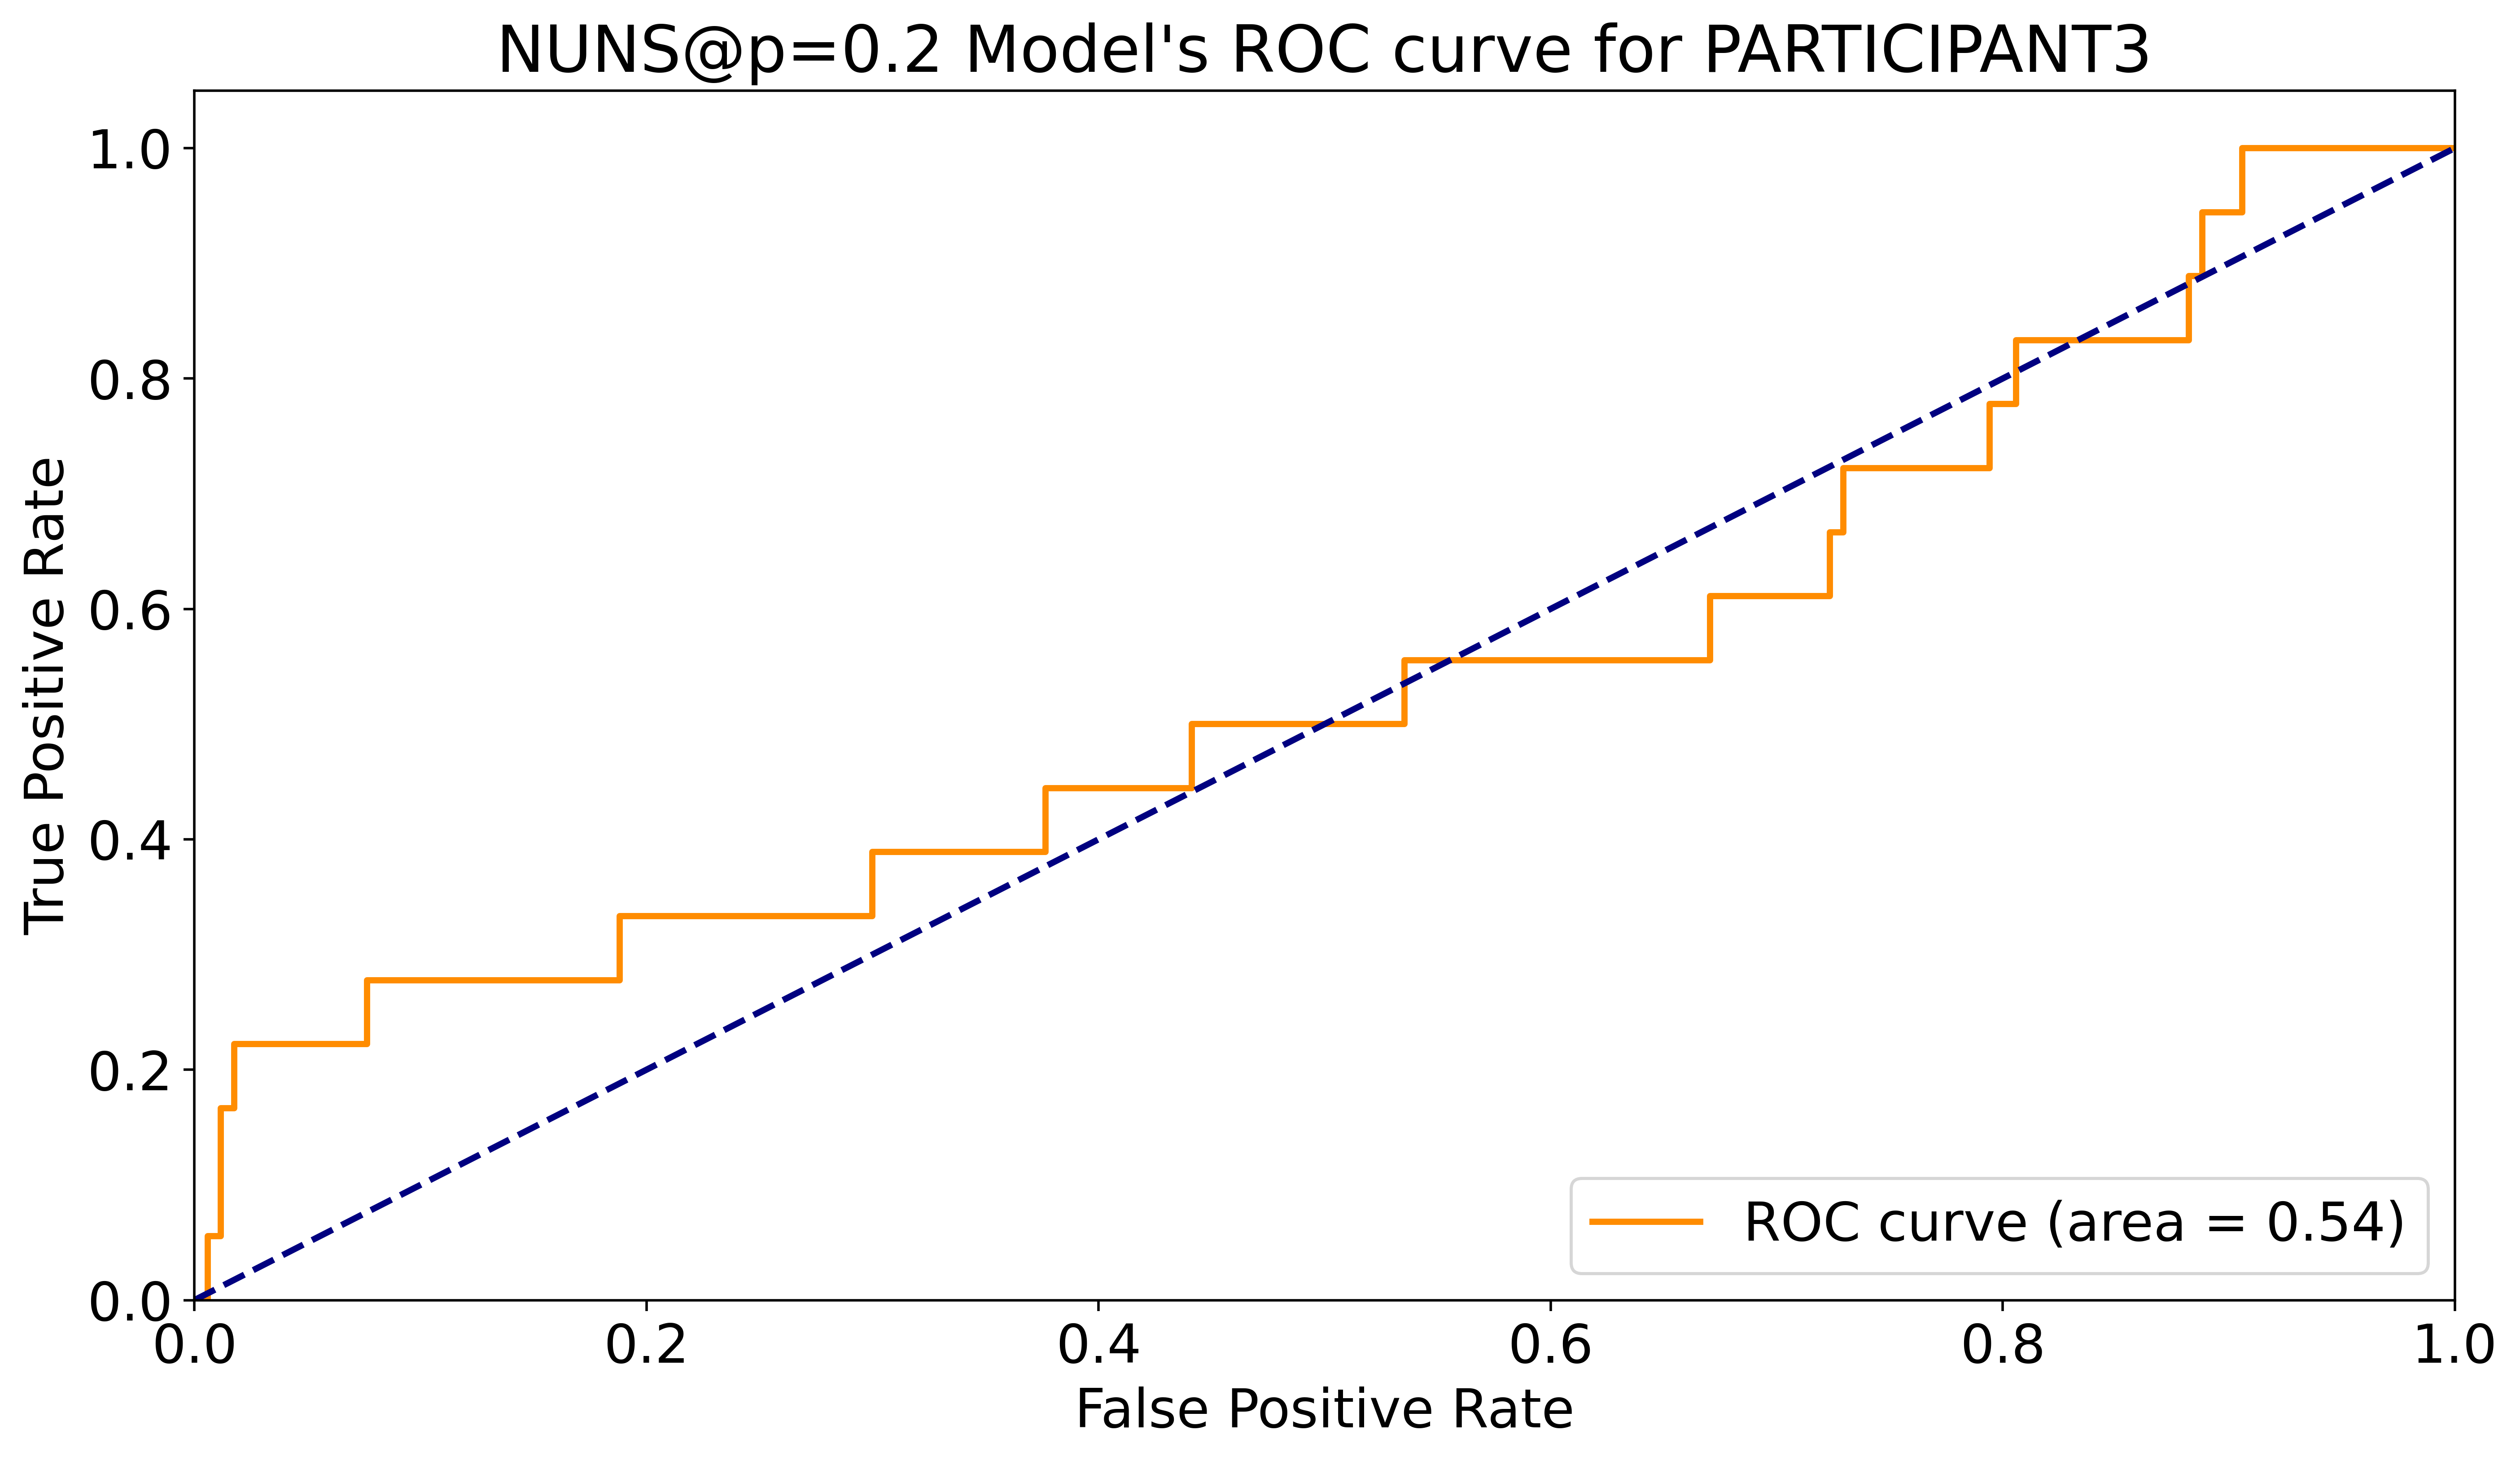 NUNS@p=0.2 Model's ROC curve for PARTICIPANT3
1.0
0.8
0.6
0.4
0.2
0.0
True Positive Rate
ROC curve (area = 0.54)
0.0 0.2 0.4 0.6 0.8 1.0
False Positive Rate